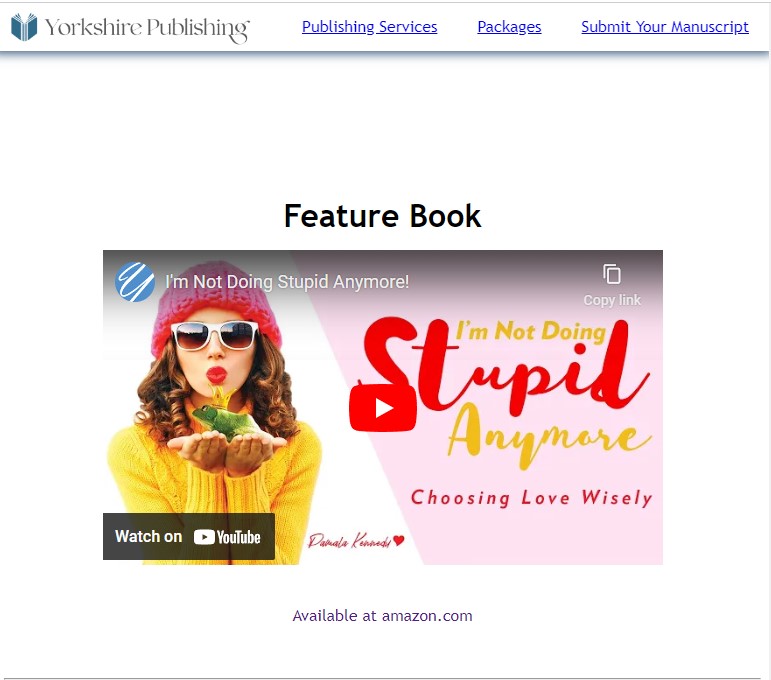 Yorkshire Publishing
Publishing Services
Packages
Submit Your Manuscript
Feature Book
I'm Not Doing Stupid Anymore!
Copy link
I'm Not Doing
Stupid
Anymore
Choosing Love Wisely
Pamala Kennedy
Watch on YouTube
Available at amazon.com